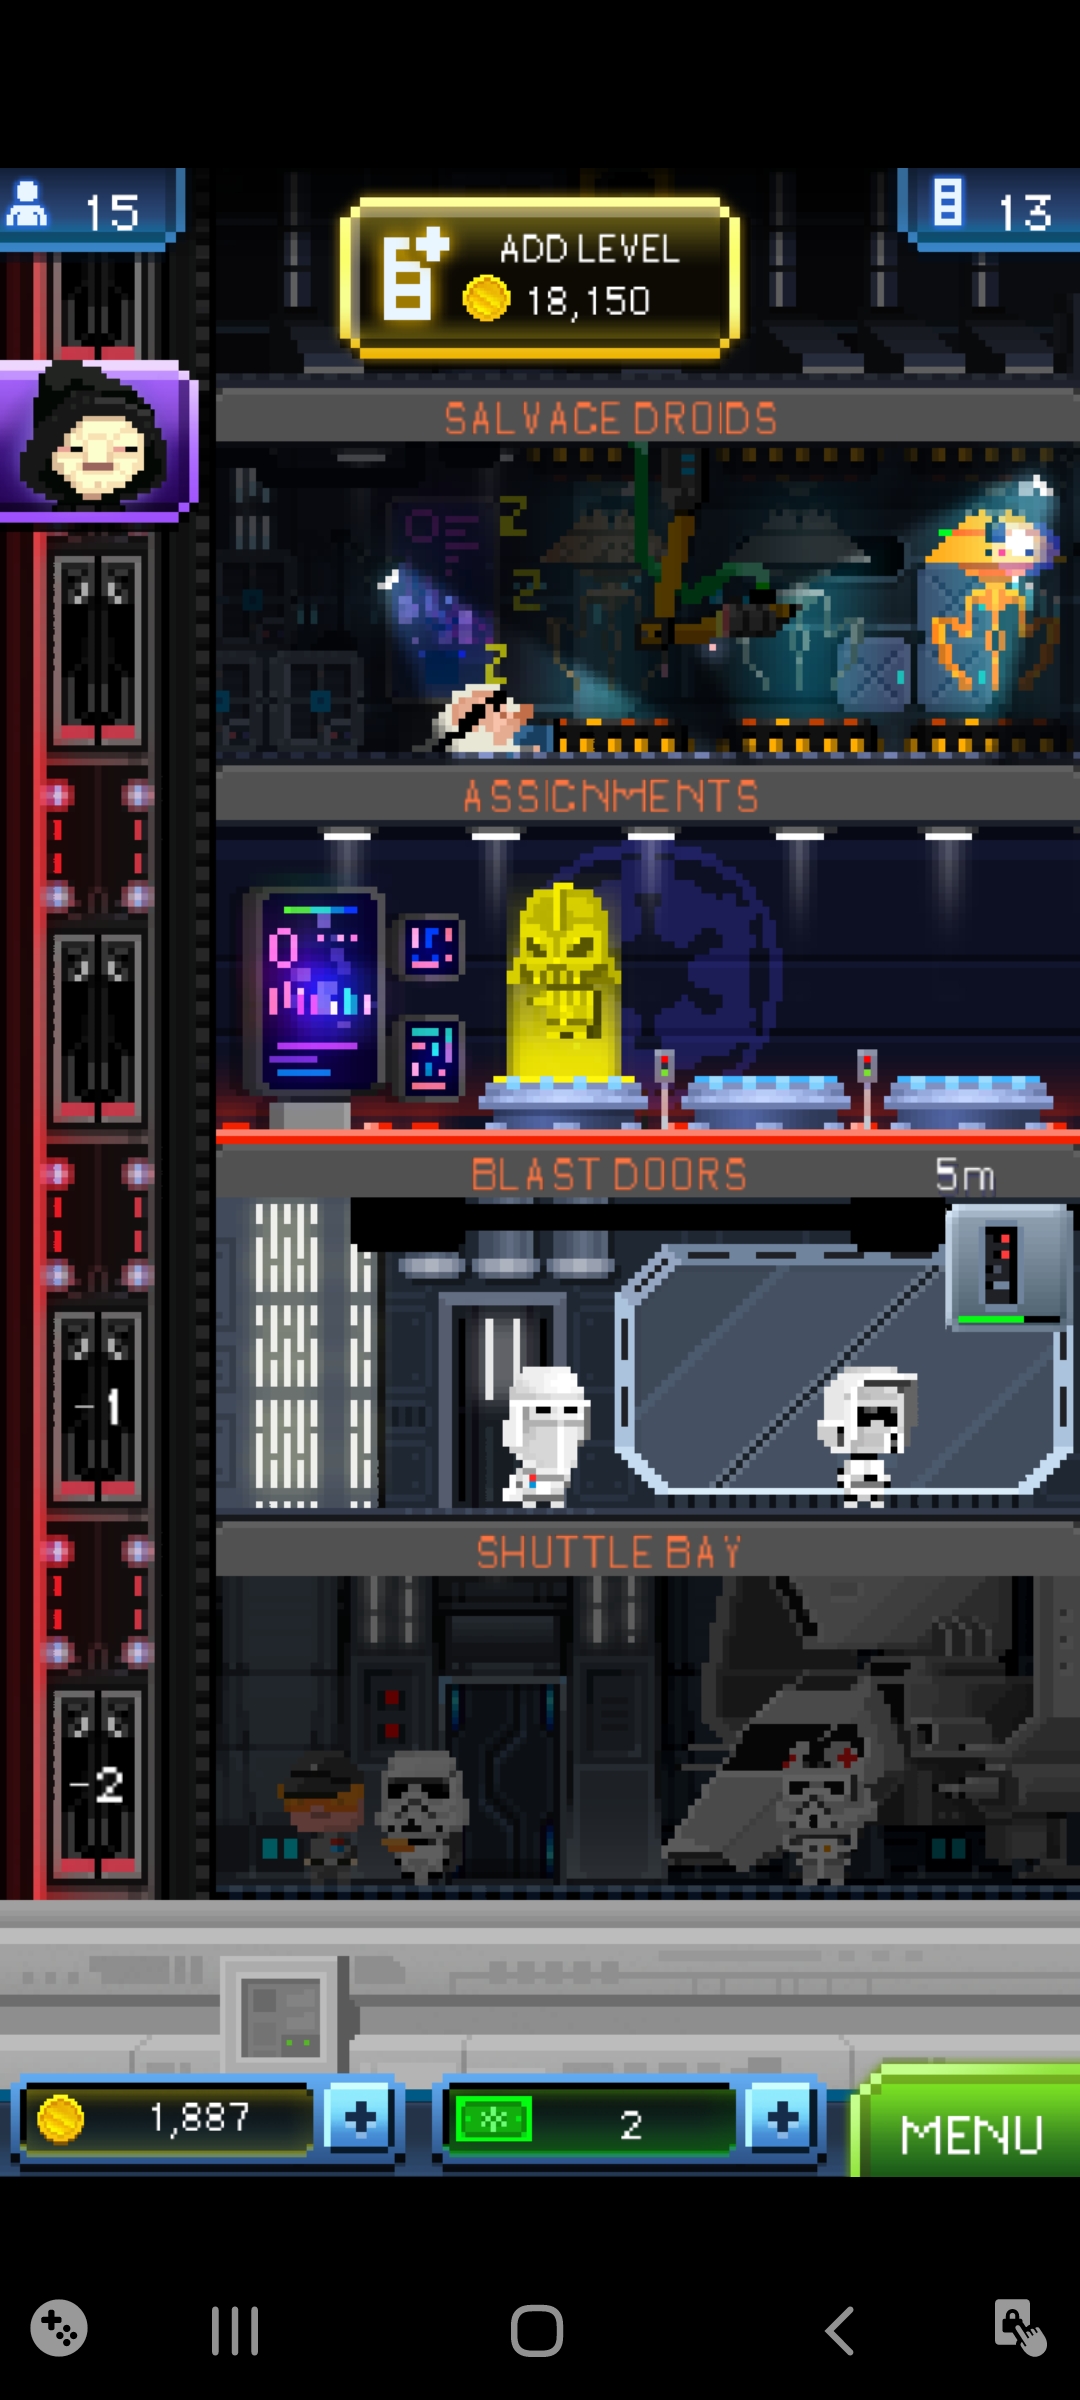 15
ADD LEVEL
18,150
13
SALVAGE DROIDS
Z
Z
Z
ASSIGNMENTS
BLAST DOORS
5m
-1
SHUTTLE BAY
-2
1,887
2
MENU